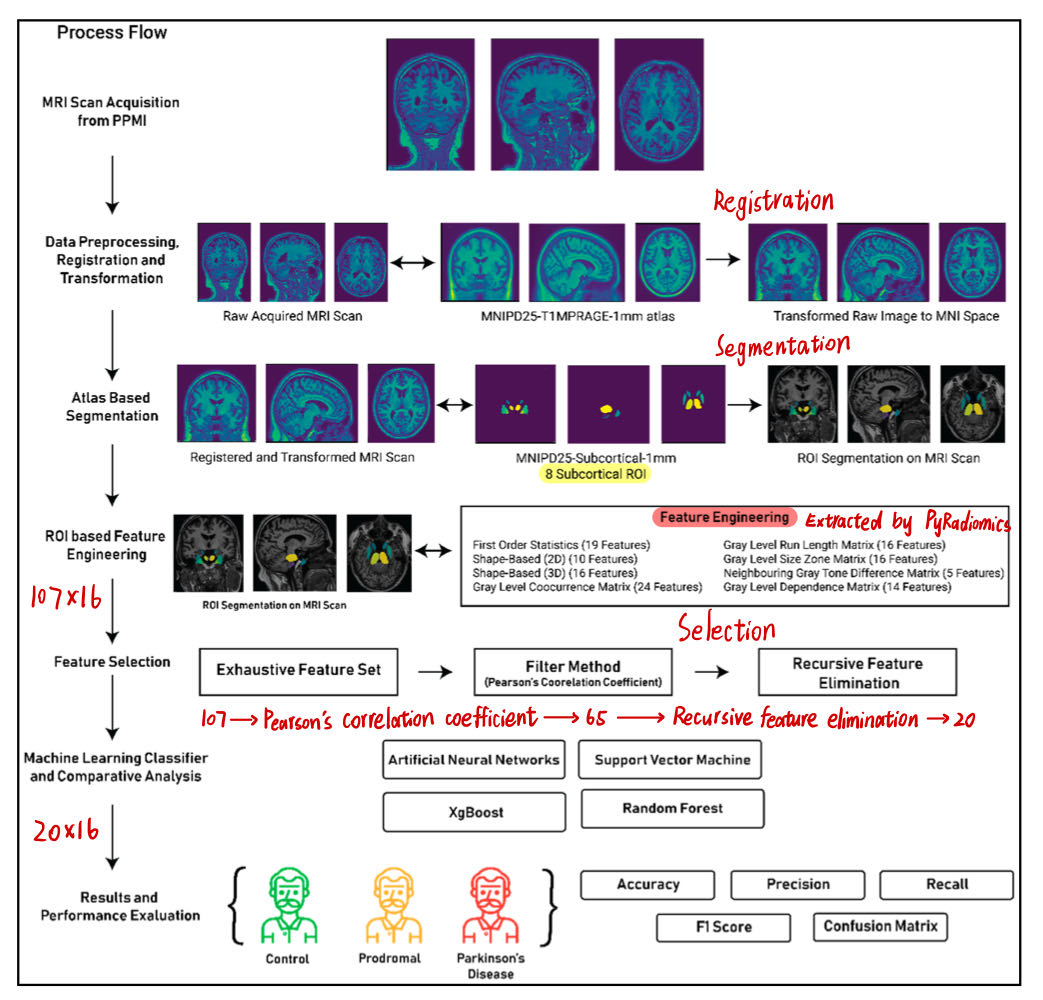 Process Flow
MRI Scan Acquisition
from PPMI
Registration
Data Preprocessing,
Registration and
Transformation
Raw Acquired MRI Scan
MNIPD25-T1MPRAGE-1mm atlas
Transformed Raw Image to MNI Space
Segmentation
Atlas Based
Segmentation
Registered and Transformed MRI Scan
MNIPD25-Subcortical-1mm
8 Subcortical ROI
ROI Segmentation on MRI Scan
ROI based Feature
Engineering
ROI Segmentation on MRI Scan
Feature Engineering
Extracted by PyRadiomics
First Order Statistics (19 Features)
Shape-Based (2D) (10 Features)
Shape-Based (3D) (16 Features)
Gray Level Coocurrence Matrix (24 Features)
Gray Level Run Length Matrix (16 Features)
Gray Level Size Zone Matrix (16 Features)
Neighbouring Gray Tone Difference Matrix (5 Features)
Gray Level Dependence Matrix (14 Features)
107×16
Selection
Feature Selection
Exhaustive Feature Set
Filter Method
(Pearson's Coorelation Coefficient)
Recursive Feature
Elimination
107 → Pearson's correlation coefficient → 65 → Recursive feature elimination → 20
Machine Learning Classifier
and Comparative Analysis
Artificial Neural Networks
Support Vector Machine
XgBoost
Random Forest
20×16
Results and
Performance Evaluation
Control
Prodromal
Parkinson's
Disease
Accuracy
Precision
Recall
F1 Score
Confusion Matrix